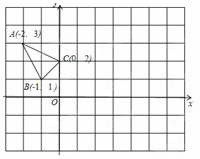 A(-2, 3)
C(0, 2)
B(-1, 1)
O
x